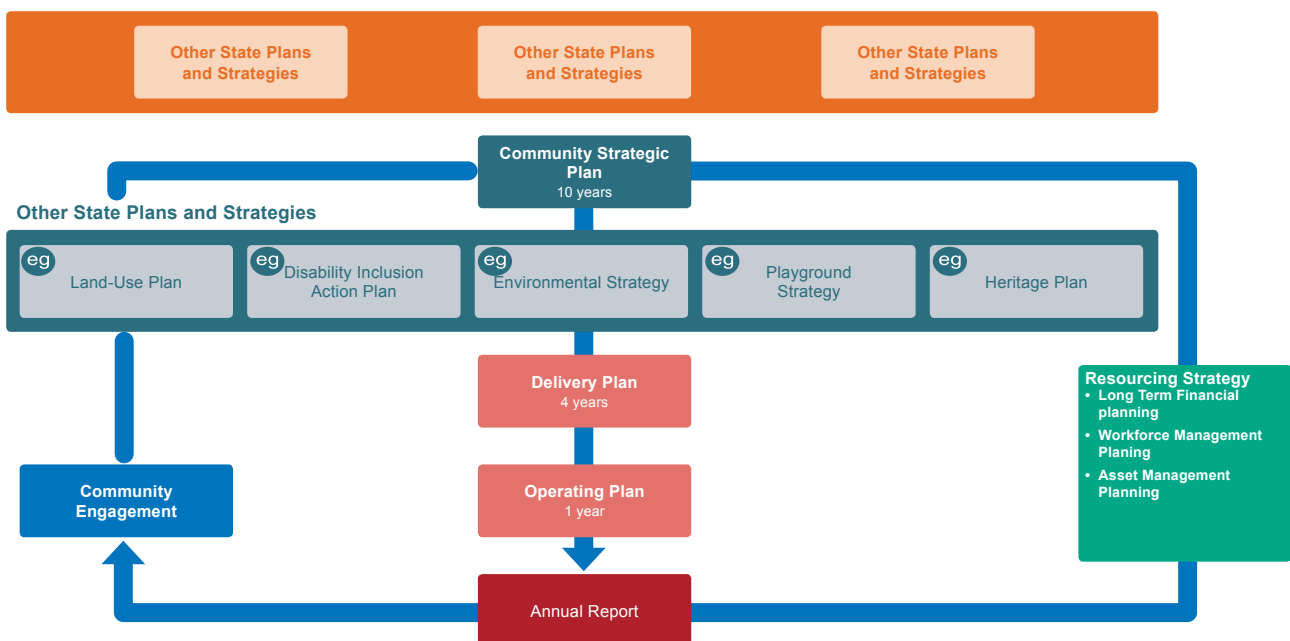 Other State Plans
and Strategies
Other State Plans
and Strategies
Other State Plans
and Strategies
Community Strategic
Plan
10 years
Other State Plans and Strategies
eg
Land-Use Plan
eg
Disability Inclusion
Action Plan
eg
Environmental Strategy
eg
Playground
Strategy
eg
Heritage Plan
Delivery Plan
4 years
Resourcing Strategy
• Long Term Financial
planning
• Workforce Management
Planing
• Asset Management
Planning
Community
Engagement
Operating Plan
1 year
Annual Report